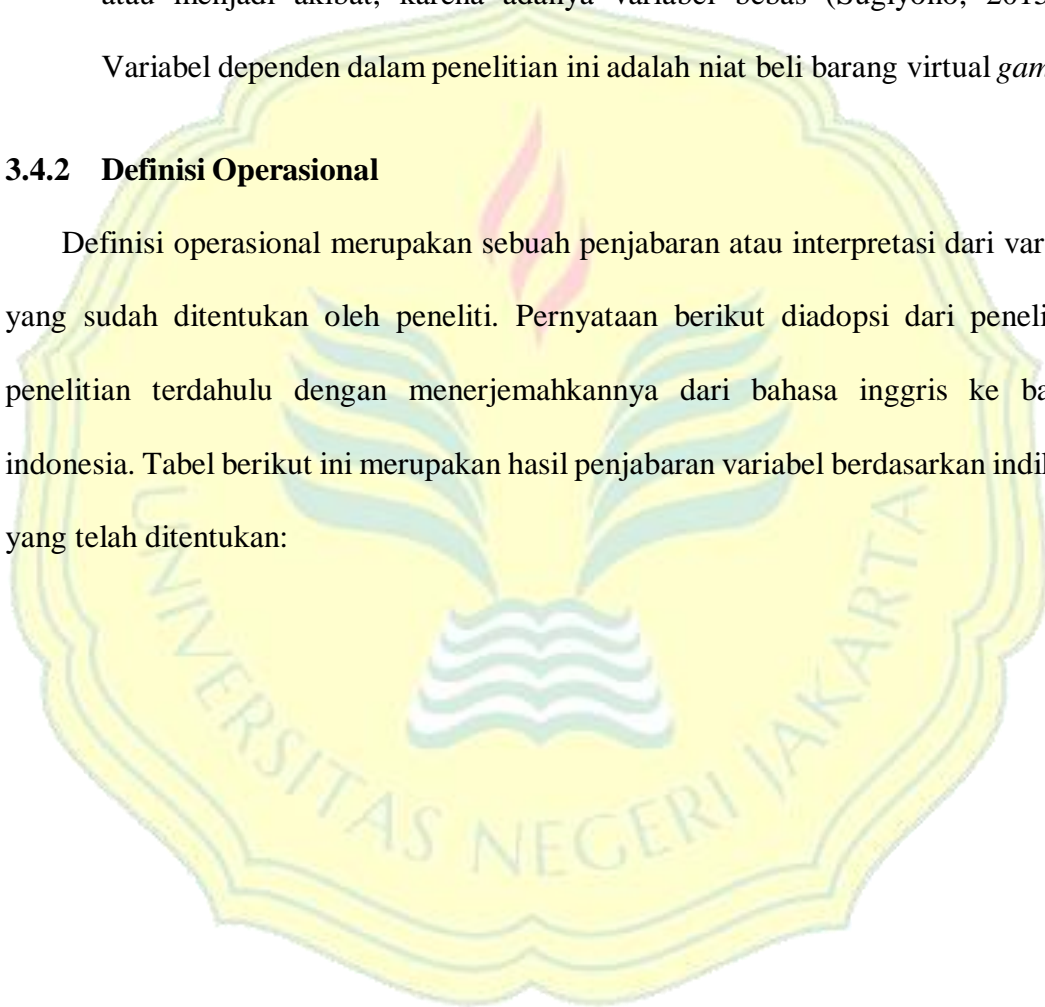 atau menjadi akibat, karena adanya variabel bebas (Sugiyono, 2013
Variabel dependen dalam penelitian ini adalah niat beli barang virtual gam
3.4.2 Definisi Operasional
Definisi operasional merupakan sebuah penjabaran atau interpretasi dari var
yang sudah ditentukan oleh peneliti. Pernyataan berikut diadopsi dari peneli
penelitian terdahulu dengan menerjemahkannya dari bahasa inggris ke ba
indonesia. Tabel berikut ini merupakan hasil penjabaran variabel berdasarkan
yang telah ditentukan:
UNIVERSITAS NEGERI JAKARTA